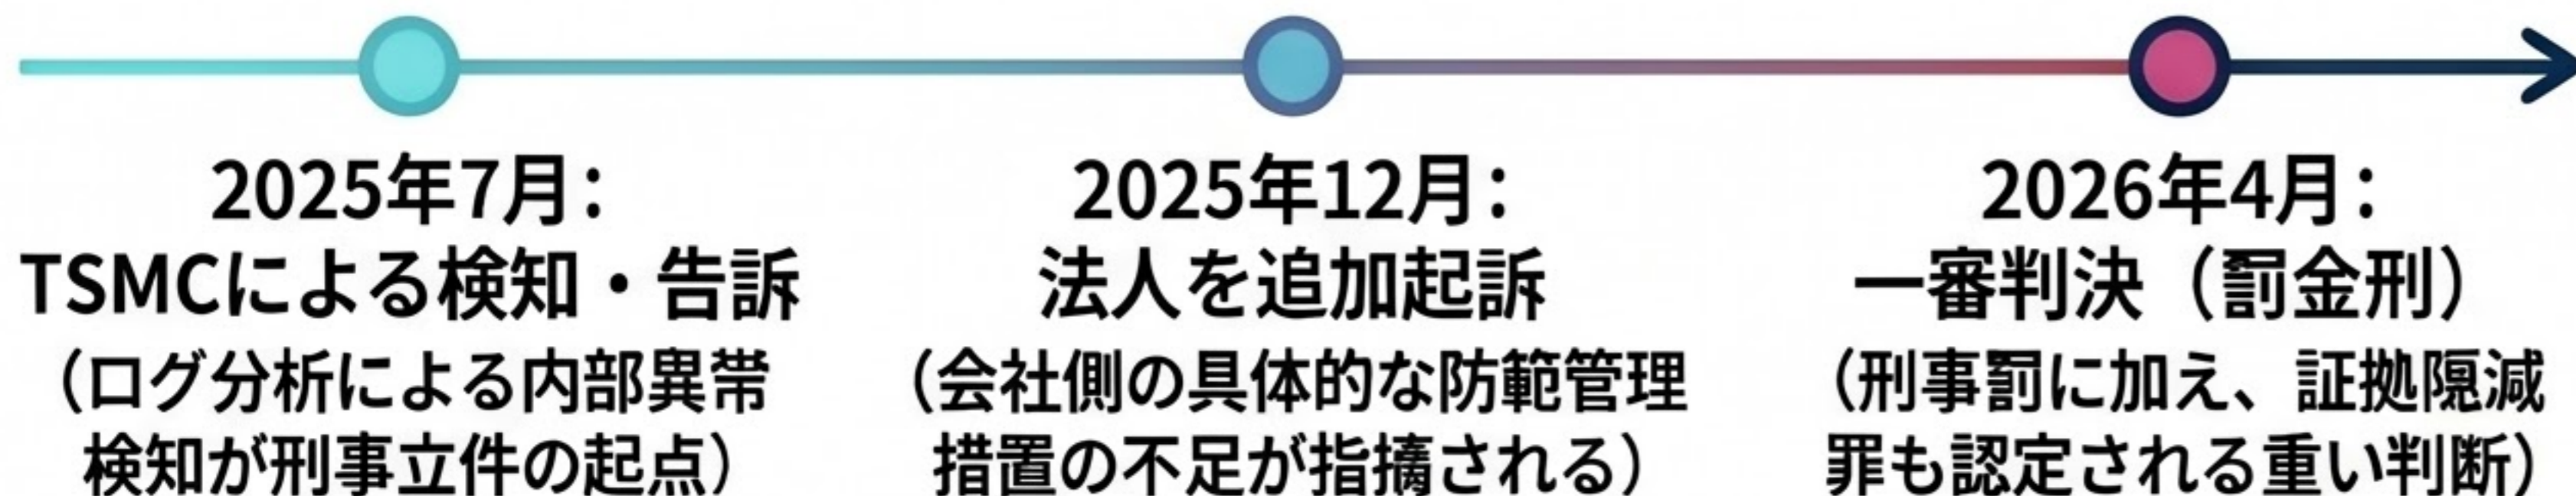 2025年7月：
TSMCによる検知・告訴
（ログ分析による内部異帯
検知が刑事立件の起点）
2025年12月：
法人を追加起訴
（会社側の具体的な防範管理
措置の不足が指摘される）
2026年4月：
一審判決（罰金刑）
（刑事罰に加え、証拠隠減
罪も認定される重い判断）